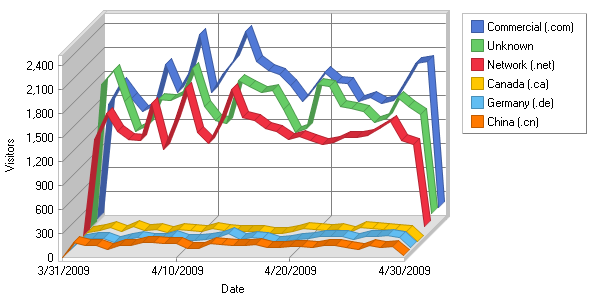 Commercial (.com)
Unknown
Network (.net)
Canada (.ca)
Germany (.de)
China (.cn)
2,400
2,100
1,800
1,500
1,200
900
600
300
0
Visitors
3/31/2009
4/10/2009
4/20/2009
4/30/2009
Date